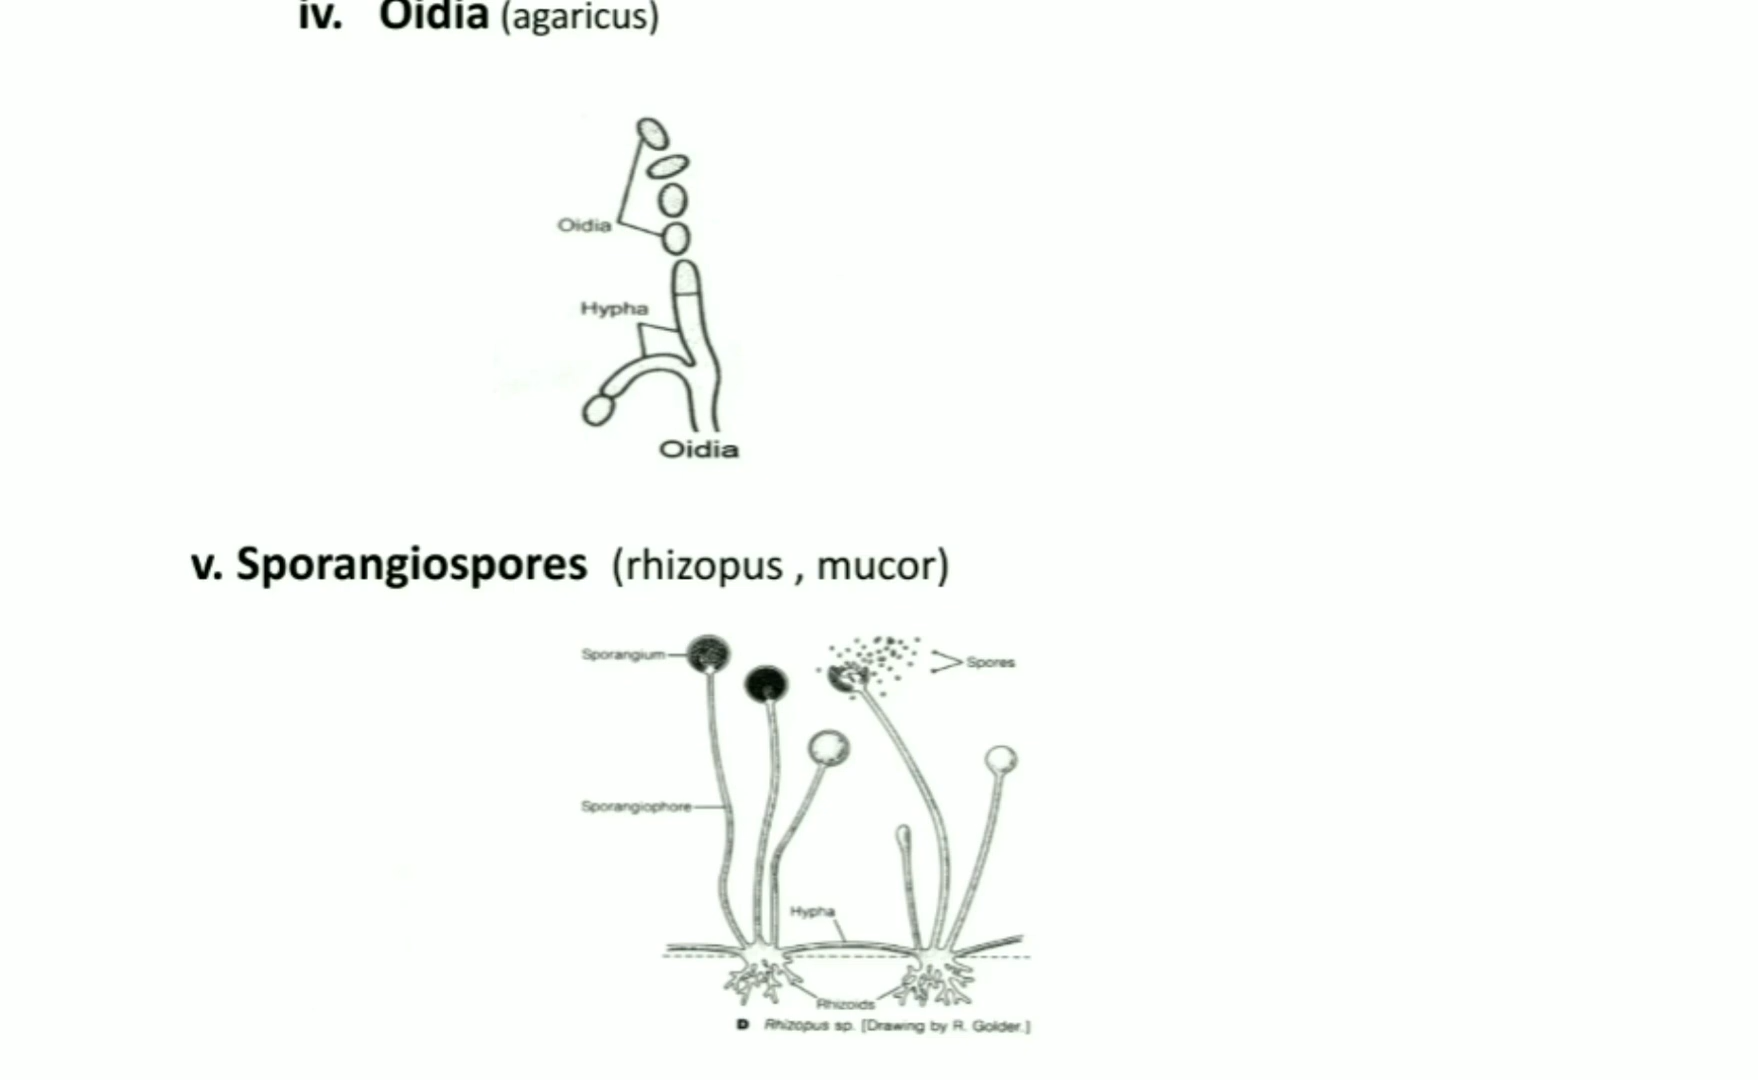 iv. Oidia (agaricus)
Oidia
Hypha
Oidia
v. Sporangiospores (rhizopus , mucor)
Sporangium
Spores
Sporangiophore
Hypha
Rhizoids
D Rhizopus sp. [Drawing by R. Golder.]